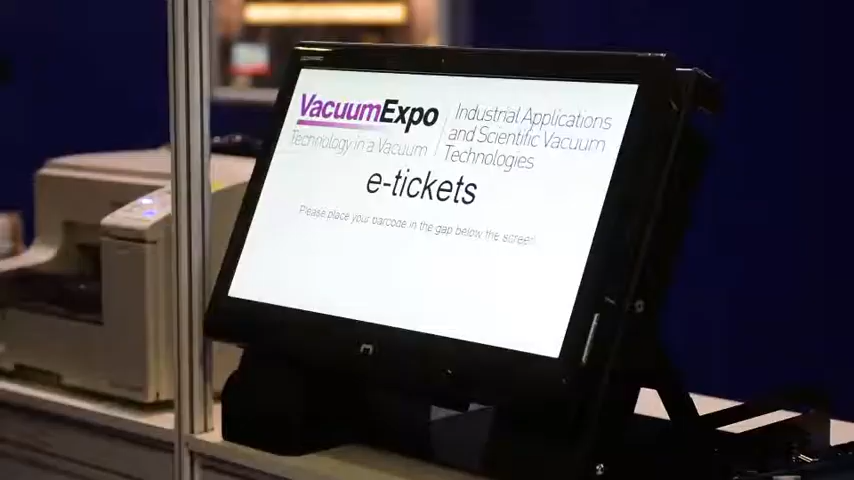 VacuumExpo
Technology in a Vacuum
Industrial Applications
and Scientific Vacuum
Technologies
e-tickets
Please place your barcode in the gap below the screen